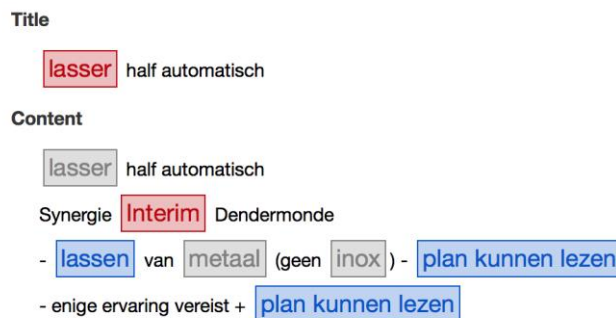 Title
lasser half automatisch
Content
lasser half automatisch
Synergie Interim Dendermonde
- lassen van metaal (geen inox) - plan kunnen lezen
- enige ervaring vereist + plan kunnen lezen